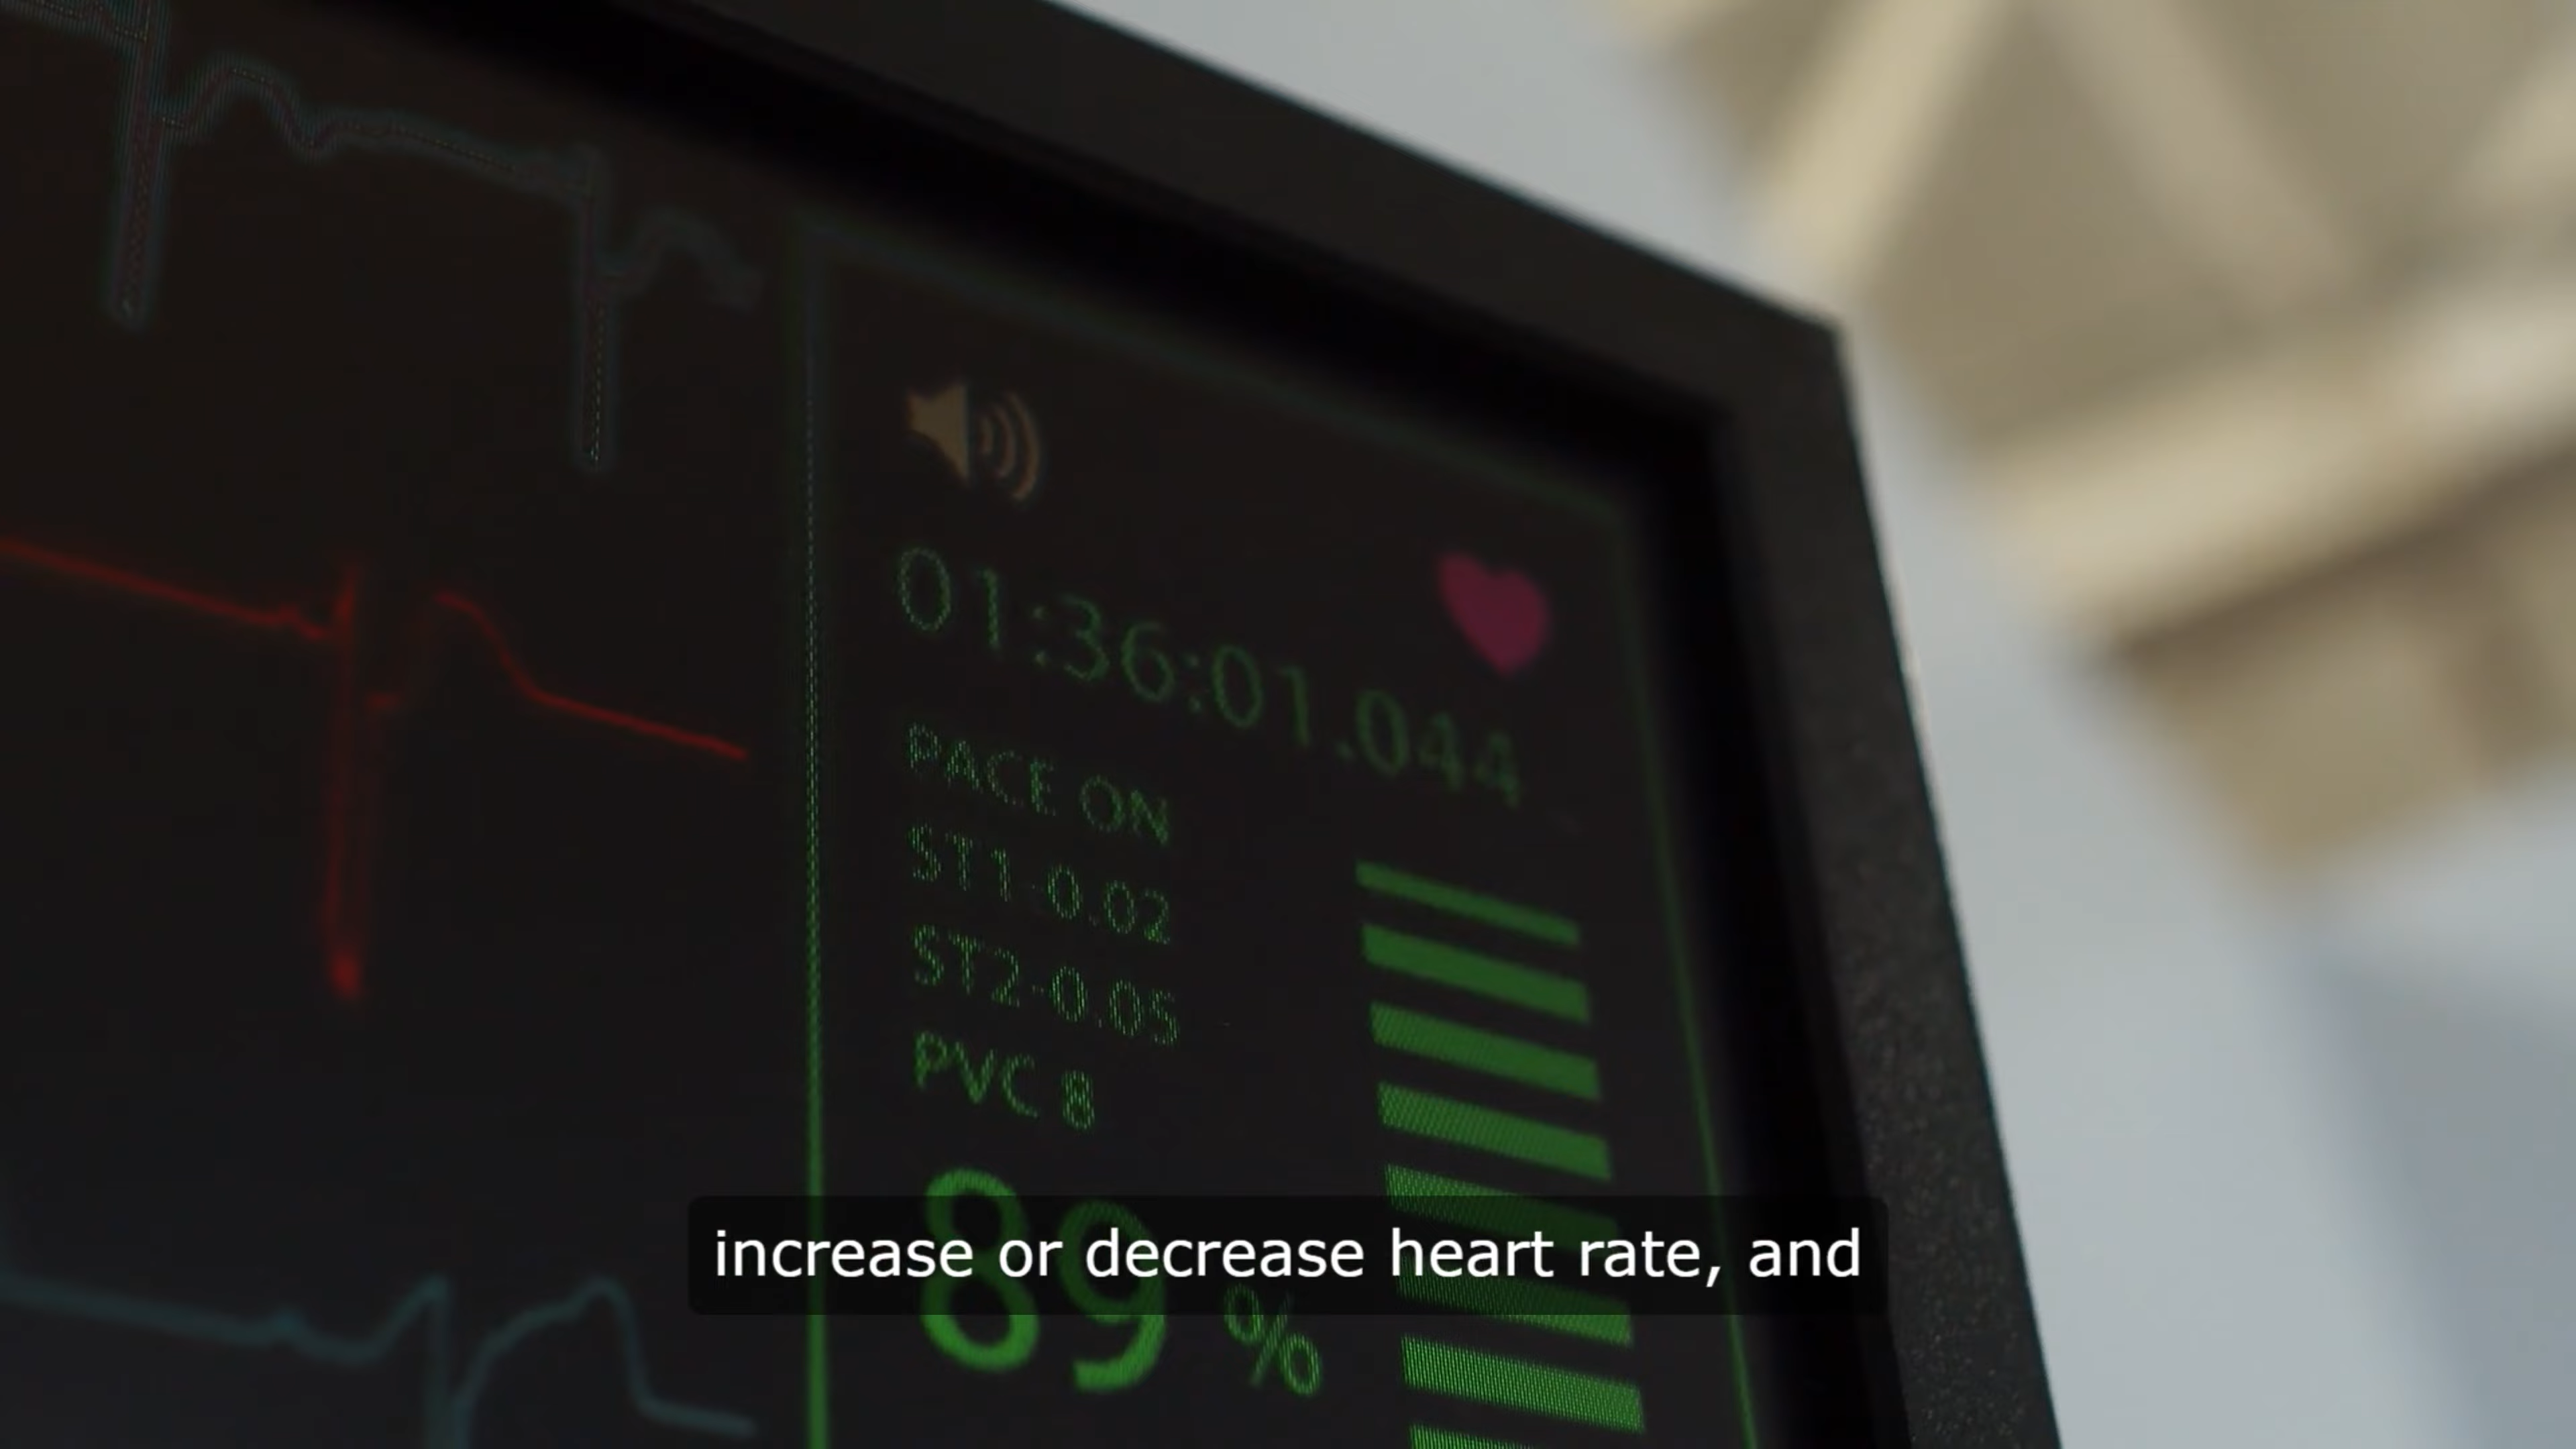 01:36:01.044
PACE ON
ST1-0.02
ST2-0.05
PVC 8
89 %
increase or decrease heart rate, and